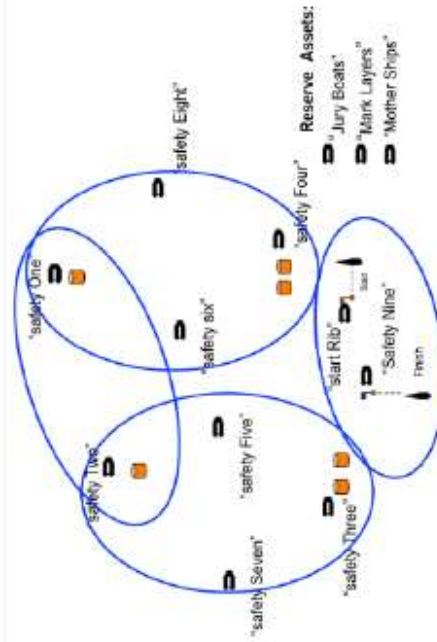 "safety One"
"safety Two"
"safety Eight"
"safety six"
"safety Five"
"safety Seven"
"safety Four"
"safety Three"
"start Rib"
Start
"Safety Nine"
Finish
Reserve Assets:
"Jury Boats"
"Mark Layers"
"Mother Ships"